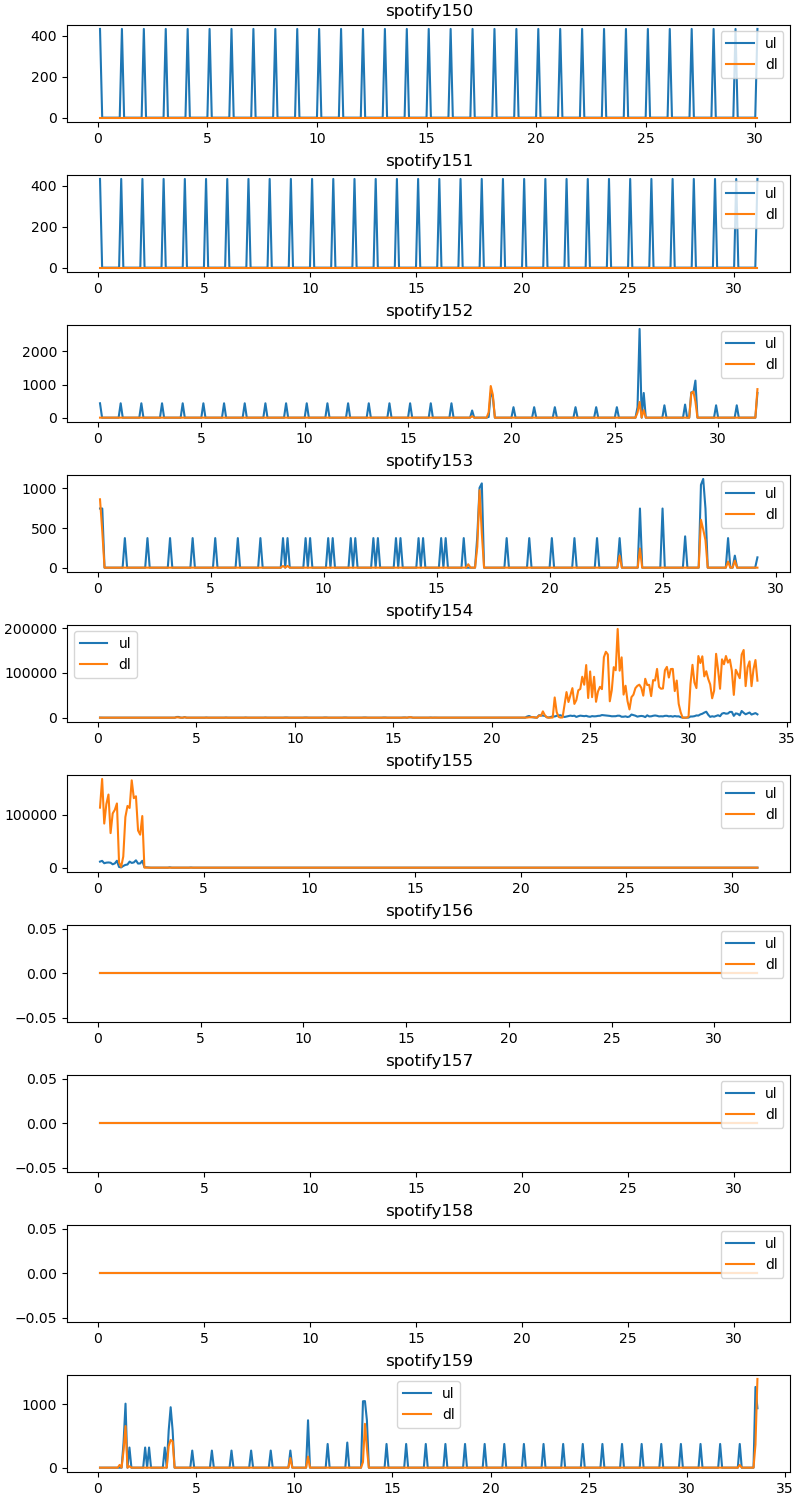 spotify150
400
200
0
ul
dl
0 5 10 15 20 25 30
spotify151
400
200
0
ul
dl
0 5 10 15 20 25 30
spotify152
2000
1000
0
ul
dl
0 5 10 15 20 25 30
spotify153
1000
500
0
ul
dl
0 5 10 15 20 25 30
spotify154
200000
100000
0
ul
dl
0 5 10 15 20 25 30 35
spotify155
100000
0
ul
dl
0 5 10 15 20 25 30
spotify156
0.05
0.00
−0.05
ul
dl
0 5 10 15 20 25 30
spotify157
0.05
0.00
−0.05
ul
dl
0 5 10 15 20 25 30
spotify158
0.05
0.00
−0.05
ul
dl
0 5 10 15 20 25 30
spotify159
1000
0
ul
dl
0 5 10 15 20 25 30 35